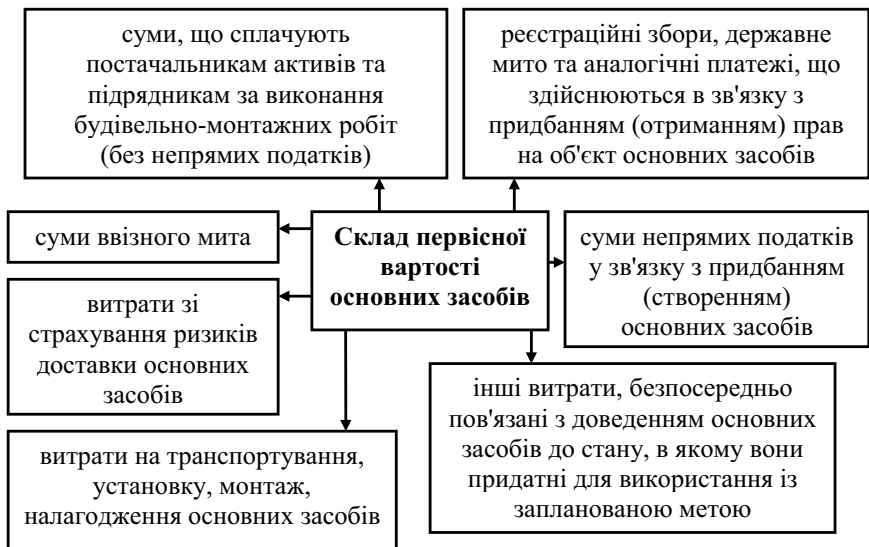 суми, що сплачують
постачальникам активів та
підрядникам за виконання
будівельно-монтажних робіт
(без непрямих податків)
реєстраційні збори, державне
мито та аналогічні платежі, що
здійснюються в зв'язку з
придбанням (отриманням) прав
на об'єкт основних засобів
суми ввізного мита
Склад первісної
вартості
основних засобів
суми непрямих податків
у зв'язку з придбанням
(створенням)
основних засобів
витрати зі
страхування ризиків
доставки основних
засобів
інші витрати, безпосередньо
пов'язані з доведенням основних
засобів до стану, в якому вони
придатні для використання із
запланованою метою
витрати на транспортування,
установку, монтаж,
налагодження основних засобів